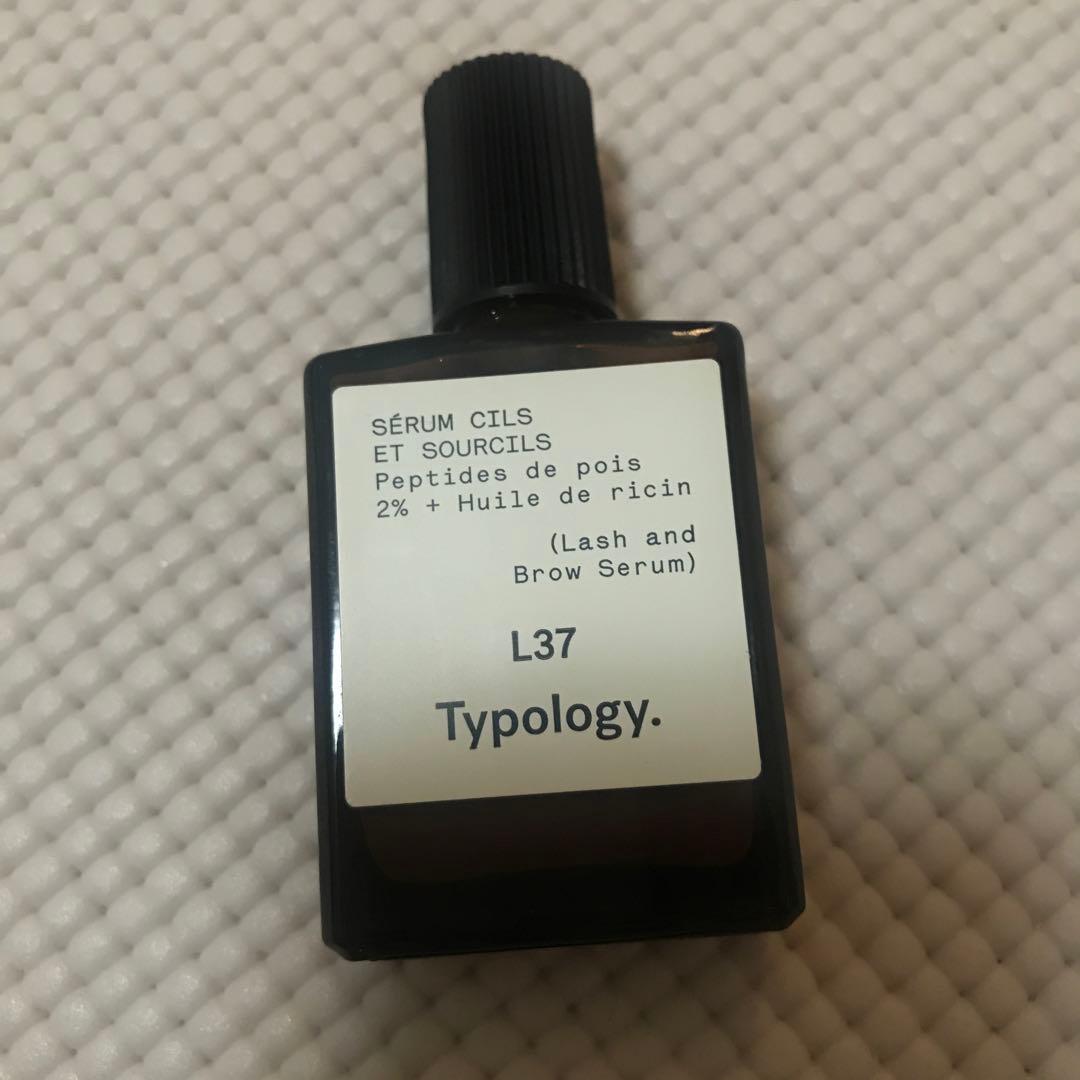 SÉRUM CILS
ET SOURCILS
Peptides de pois
2% + Huile de ricin
(Lash and
Brow Serum)
L37
Typology.